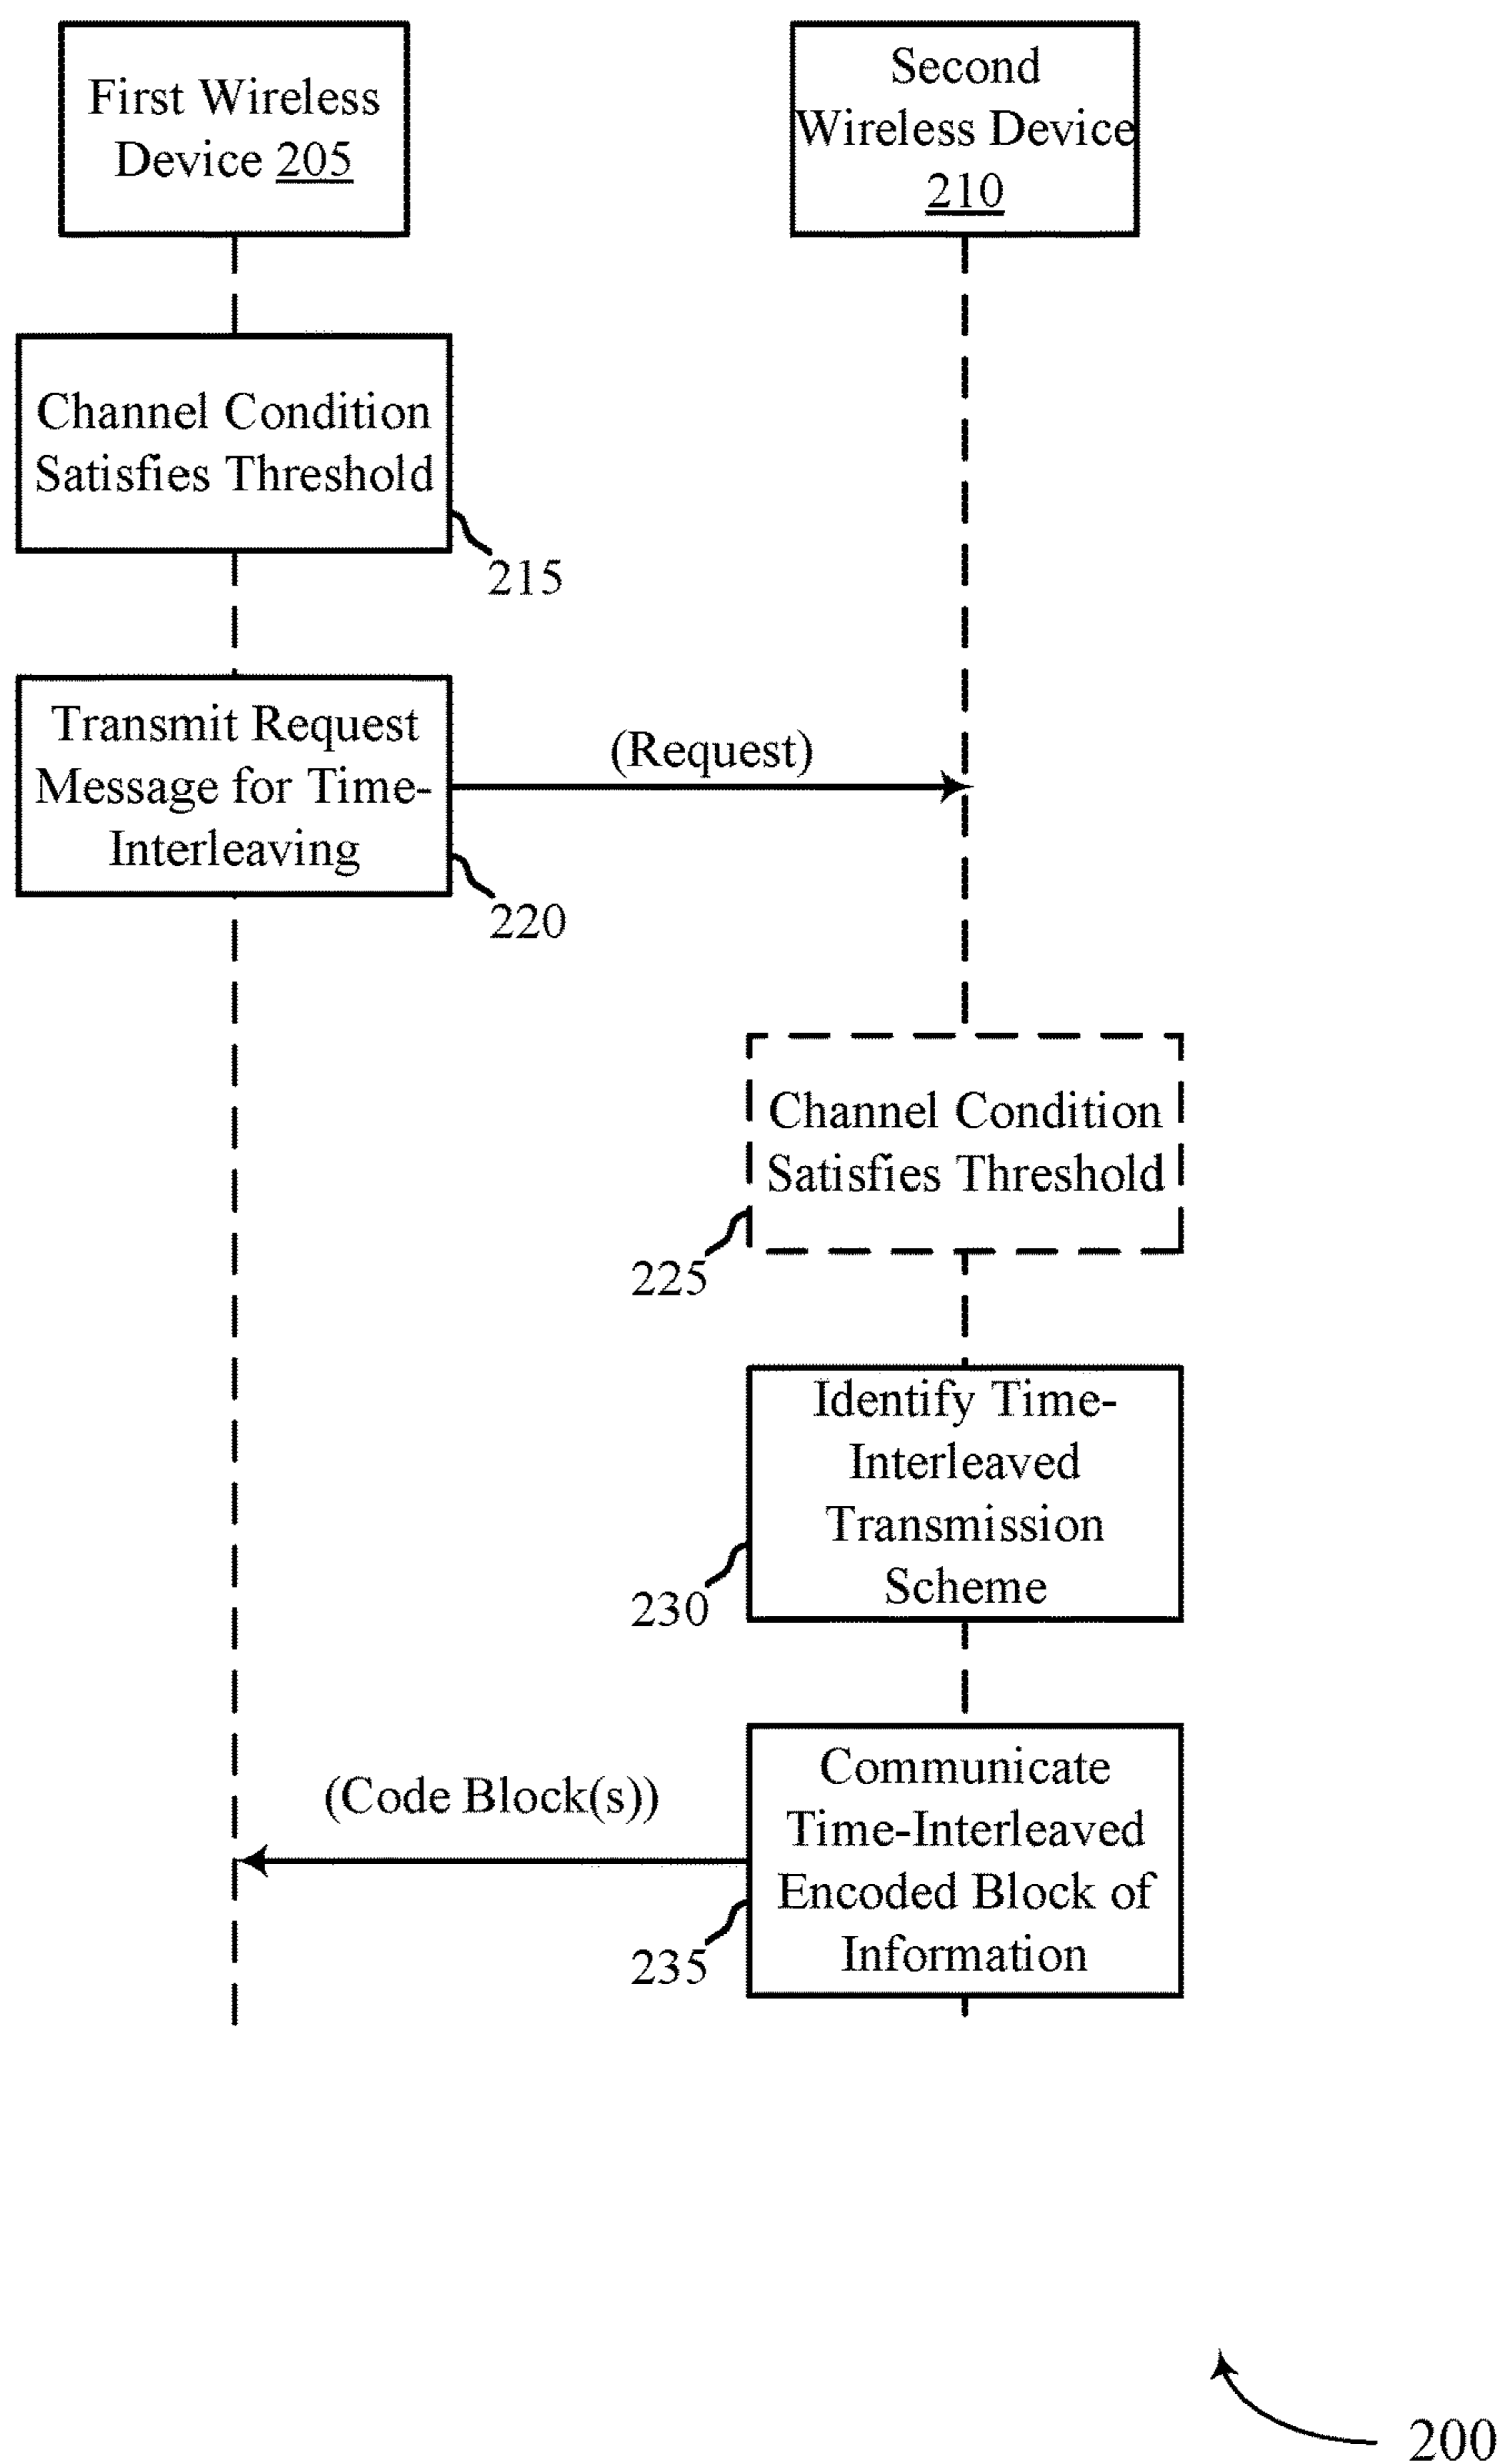 First Wireless
Device 205
Second
Wireless Device
210
Channel Condition
Satisfies Threshold
215
Transmit Request
Message for Time-
Interleaving
220
(Request)
Channel Condition
Satisfies Threshold
225
Identify Time-
Interleaved
Transmission
Scheme
230
(Code Block(s))
Communicate
Time-Interleaved
Encoded Block of
Information
235
200